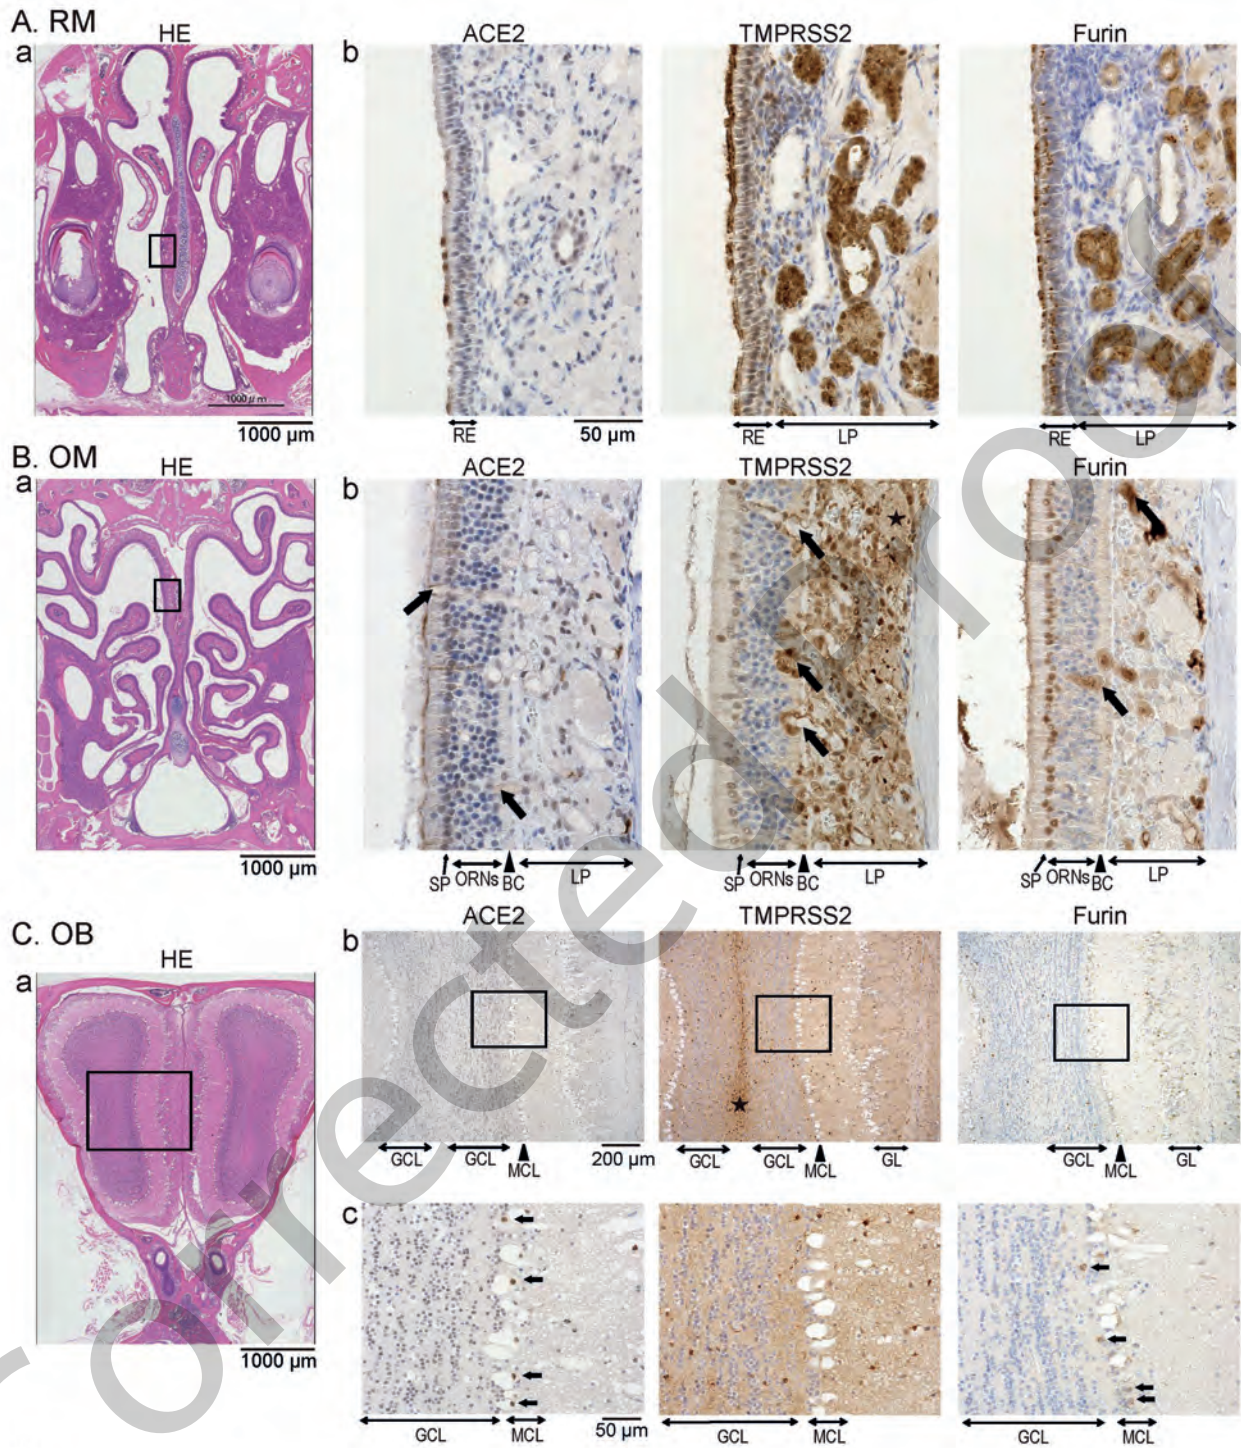 A. RM
HE
ACE2
TMPRSS2
Furin
a
b
1000 µm
1000 µm
RE
50 µm
RE
LP
RE
LP
B. OM
HE
ACE2
TMPRSS2
Furin
a
b
1000 µm
SP
ORNs
BC
LP
SP
ORNs
BC
LP
SP
ORNs
BC
LP
C. OB
HE
ACE2
TMPRSS2
Furin
a
b
GCL
GCL
MCL
200 µm
GCL
GCL
MCL
GL
GCL
MCL
GL
c
1000 µm
GCL
MCL
50 µm
GCL
MCL
GCL
MCL
orrected Proof